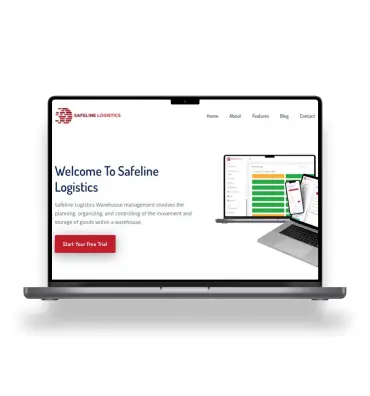 SAFELINE LOGISTICS
Home About Features Blog Contact
Welcome To Safeline
Logistics
Safeline Logistics Warehouse management involves the
planning, organizing, and controlling of the movement and
storage of goods within a warehouse.
Start Your Free Trial